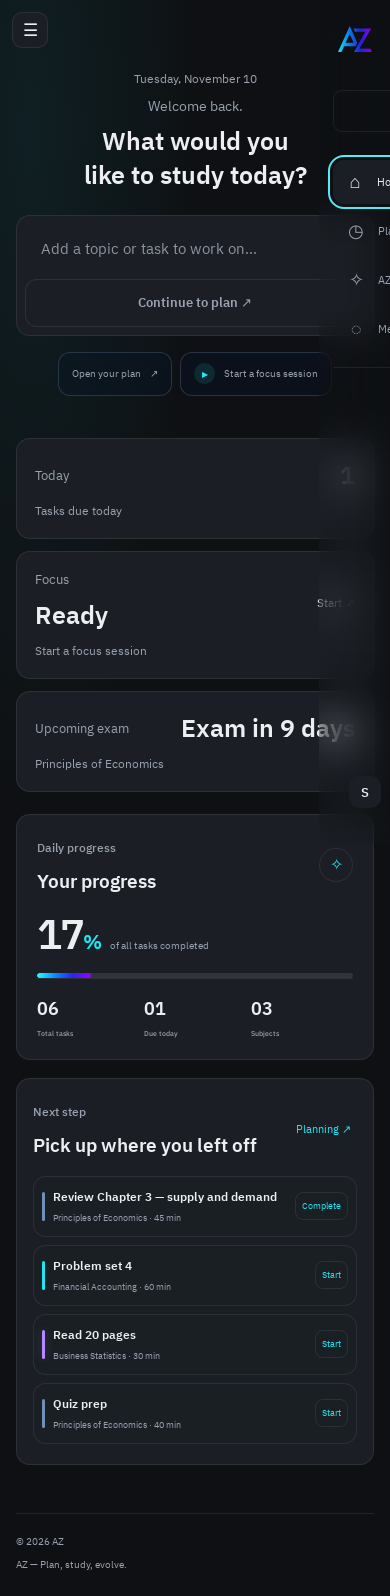 AZ
Tuesday, November 10
Welcome back.
What would you
like to study today?
Add a topic or task to work on...
Continue to plan ↗
Open your plan ↗
Start a focus session
Today
1
Tasks due today
Focus
Ready
Start ↗
Start a focus session
Upcoming exam
Exam in 9 days
Principles of Economics
S
Daily progress
Your progress
17%
of all tasks completed
06
01
03
Total tasks
Due today
Subjects
Next step
Pick up where you left off
Planning ↗
Review Chapter 3 — supply and demand
Principles of Economics · 45 min
Complete
Problem set 4
Financial Accounting · 60 min
Start
Read 20 pages
Business Statistics · 30 min
Start
Quiz prep
Principles of Economics · 40 min
Start
© 2026 AZ
AZ — Plan, study, evolve.